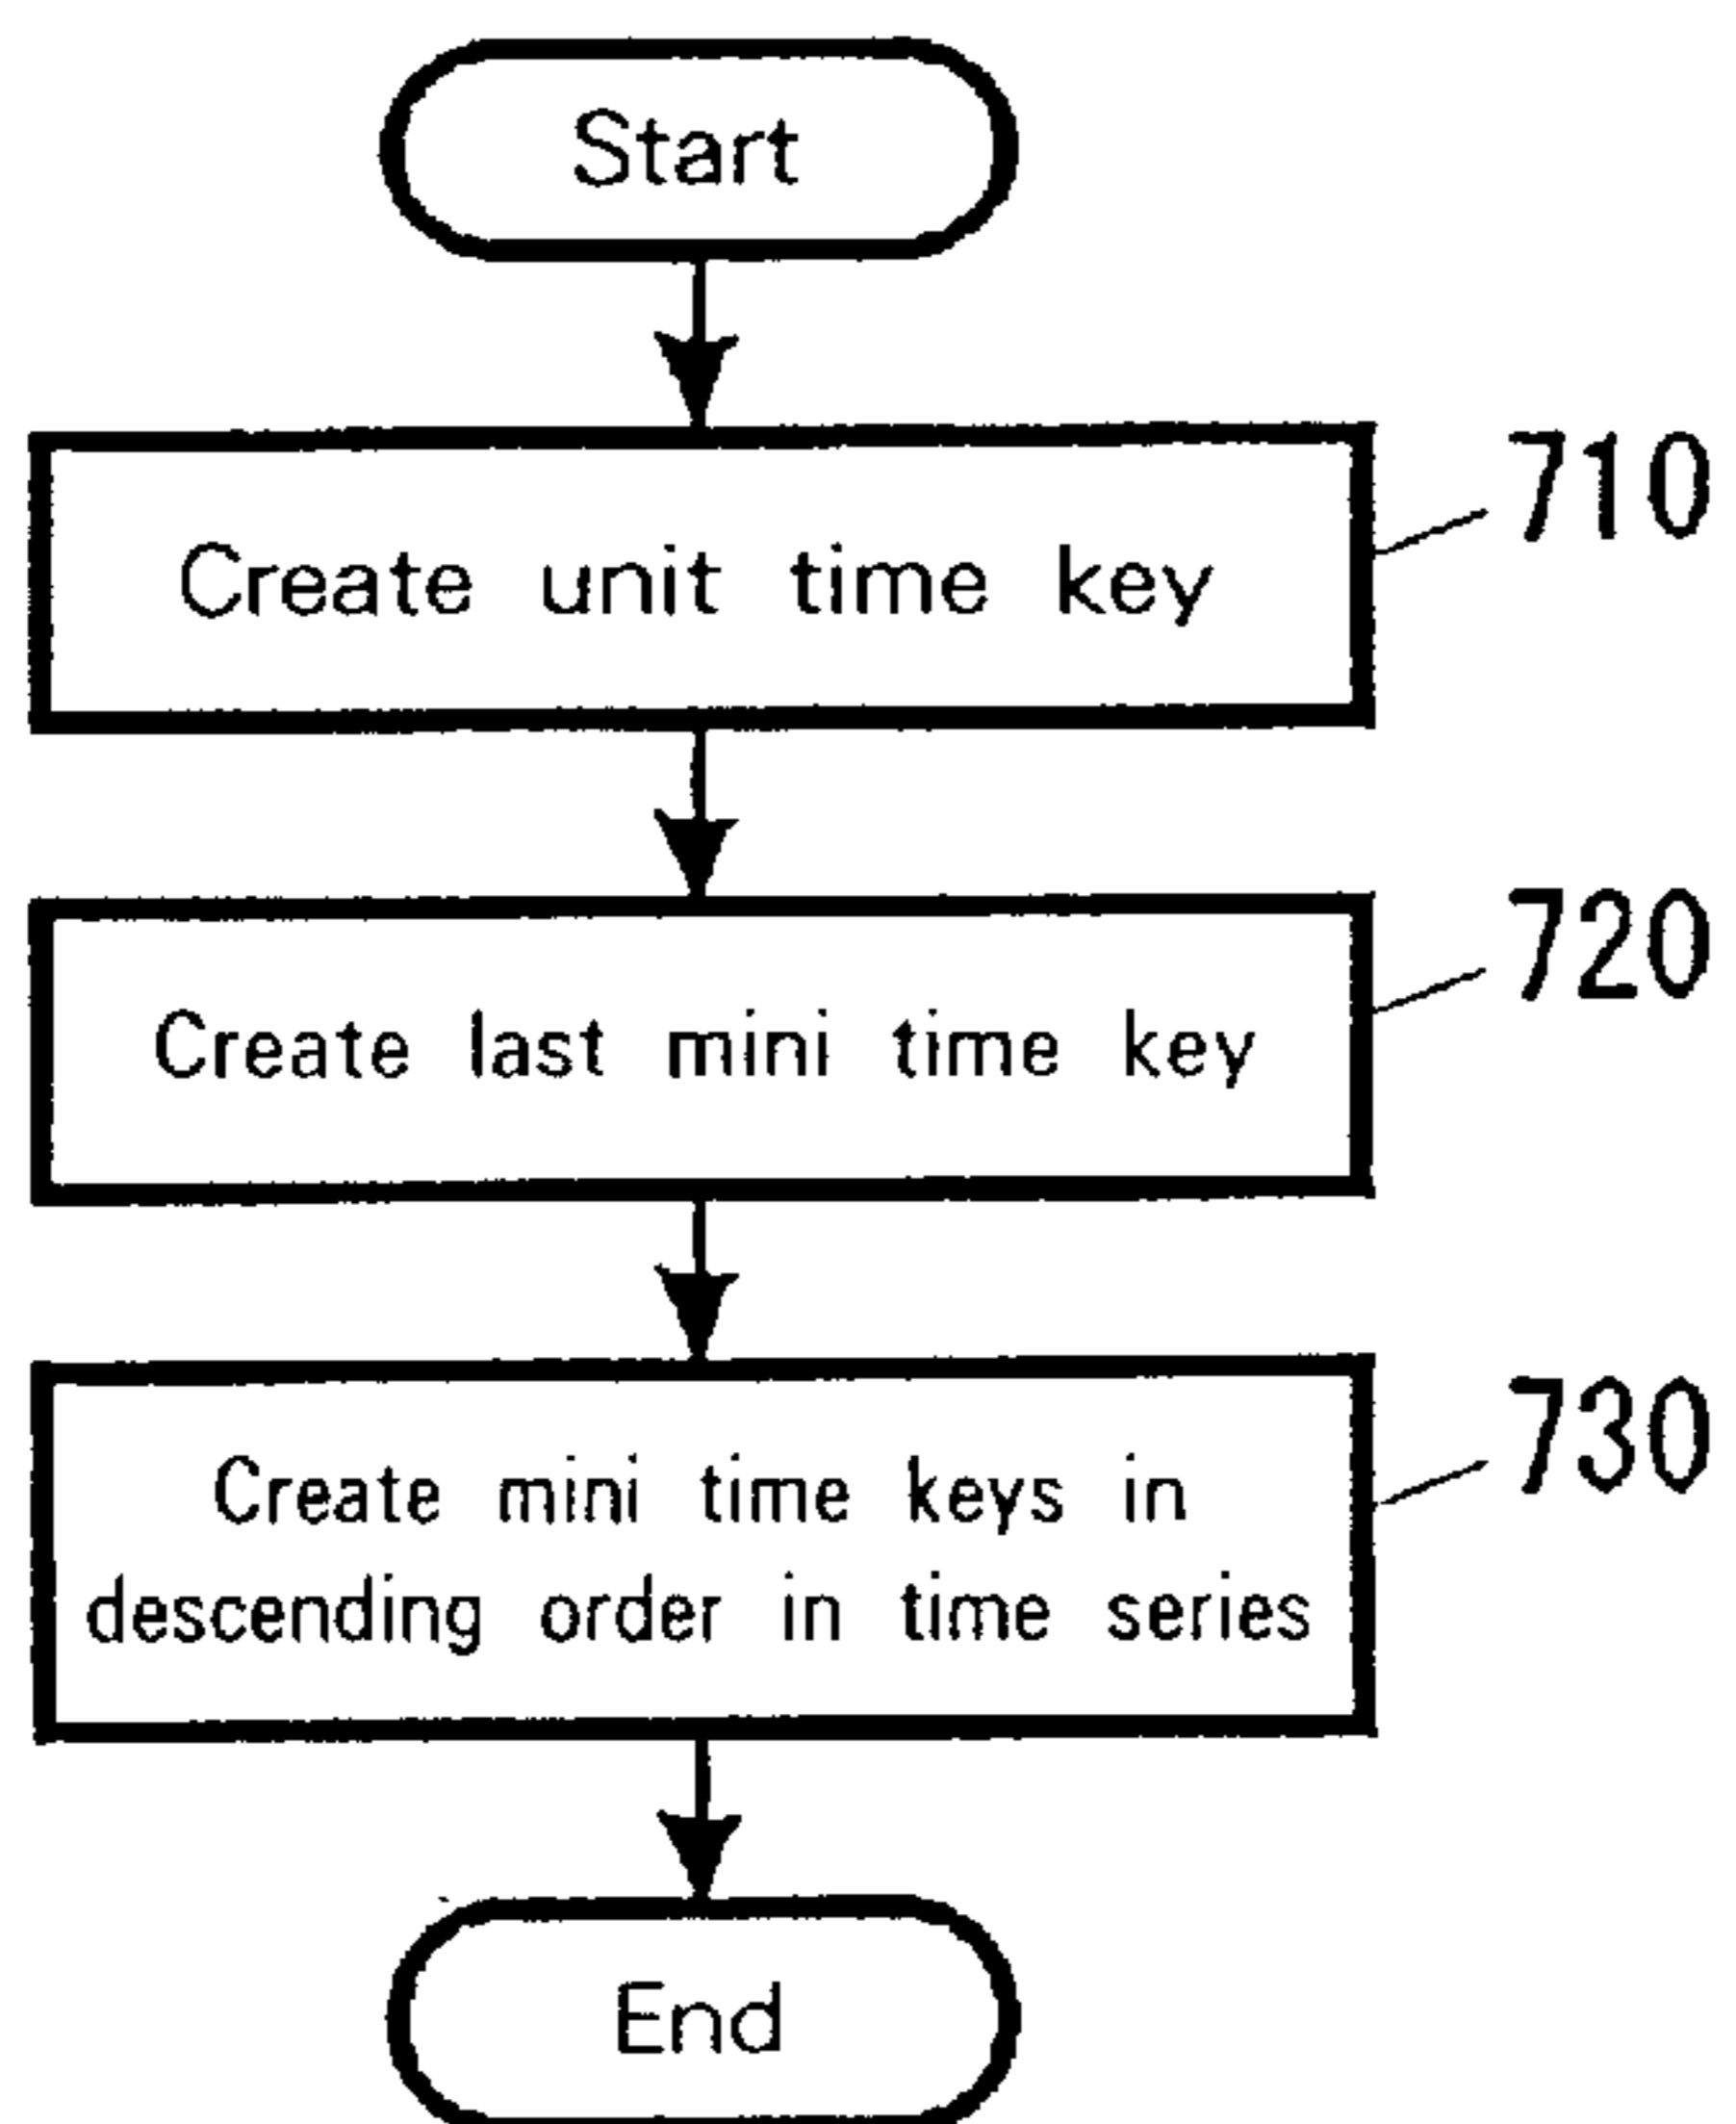 Start
710
Create unit time key
720
Create last mini time key
730
Create mini time keys in
descending order in time series
End